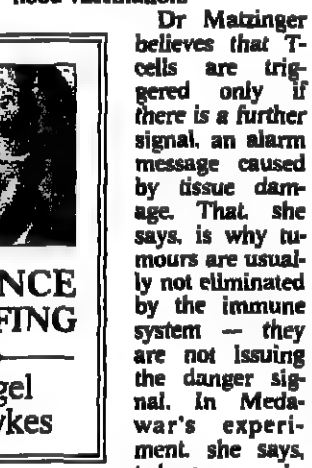 Dr Matzinger
believes that T-
cells are trig-
gered only if
there is a further
signal, an alarm
message caused
by tissue dam-
age. That, she
says, is why tu-
mours are usual-
ly not eliminated
by the immune
system — they
are not issuing
the danger sig-
nal. In Meda-
war's experi-
ment, she says,
NCE
FING
gel
kes